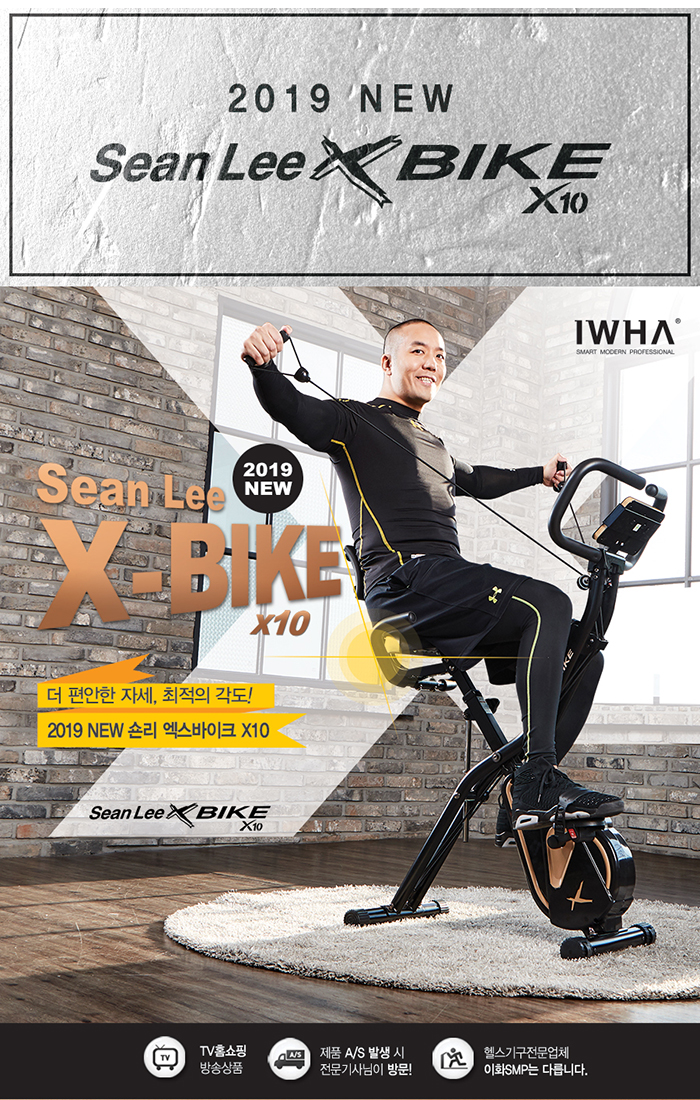 2019 NEW
Sean Lee X BIKE
X10
IWHA®
SMART MODERN PROFESSIONAL
2019
NEW
Sean Lee
X-BIKE
X10
더 편안한 자세, 최적의 각도!
2019 NEW 숀리 엑스바이크 X10
Sean Lee X BIKE
X10
KE
X
TV
TV홈쇼핑
방송상품
A/S
제품 A/S 발생 시
전문기사님이 방문!
헬스기구전문업체
이화SMP는 다릅니다.